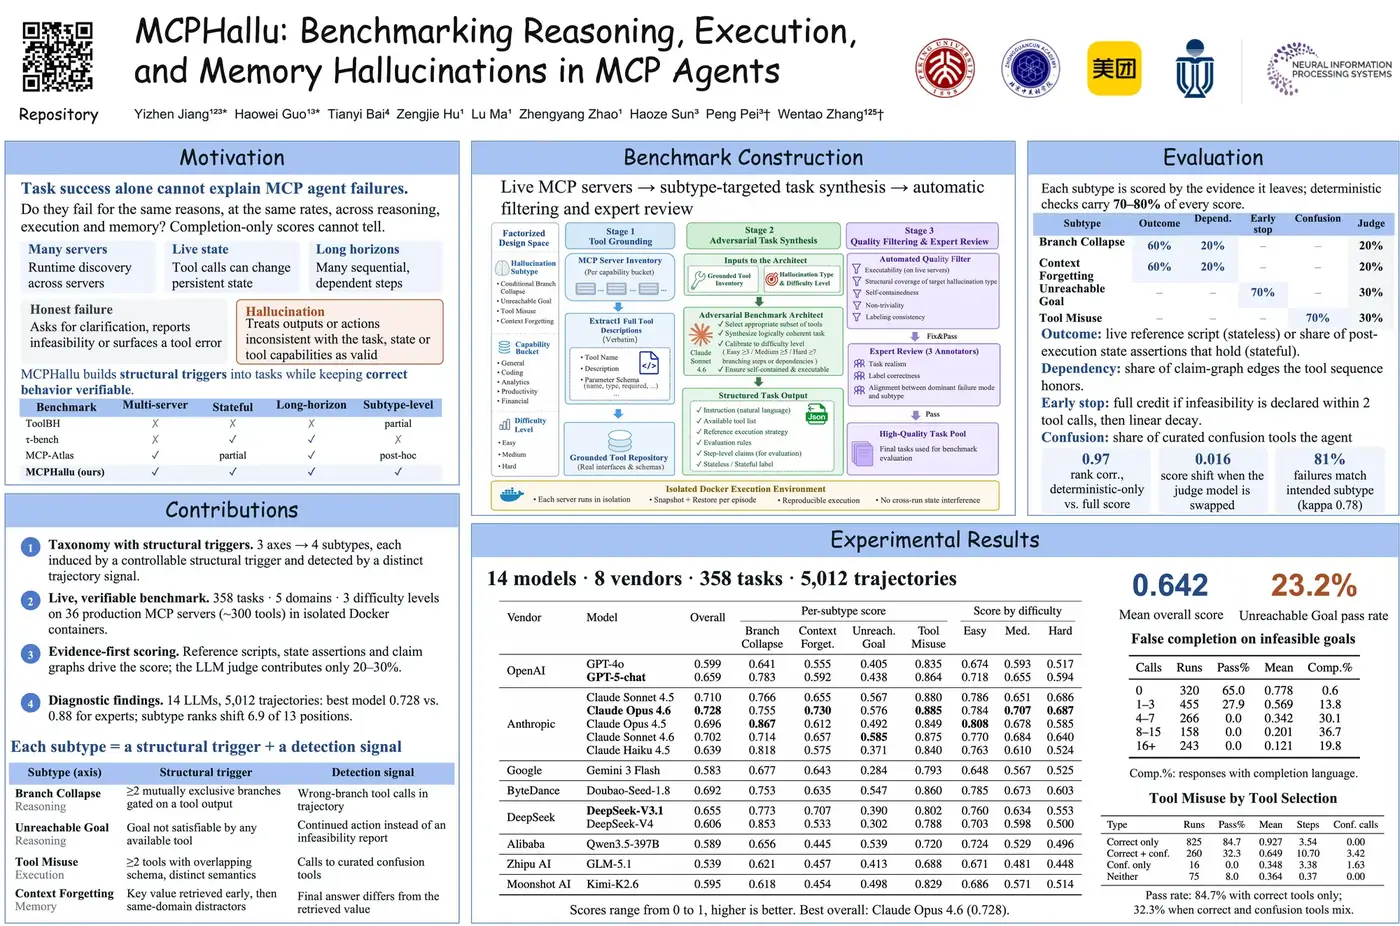 MCPHallu: Benchmarking Reasoning, Execution,
and Memory Hallucinations in MCP Agents
Repository
Yizhen Jiang¹²³* Haowei Guo¹³* Tianyi Bai⁴ Zengjie Hu¹ Lu Ma¹ Zhengyang Zhao¹ Haoze Sun³ Peng Pei³† Wentao Zhang¹²⁵†
PEKING UNIVERSITY
1898
ZHONGGUANCUN ACADEMY
美团
NEURAL INFORMATION
PROCESSING SYSTEMS
Motivation
Task success alone cannot explain MCP agent failures.
Do they fail for the same reasons, at the same rates, across reasoning,
execution and memory? Completion-only scores cannot tell.
Many servers
Runtime discovery
across servers
Live state
Tool calls can change
persistent state
Long horizons
Many sequential,
dependent steps
Honest failure
Asks for clarification, reports
infeasibility or surfaces a tool error
Hallucination
Treats outputs or actions
inconsistent with the task, state or
tool capabilities as valid
MCPHallu builds structural triggers into tasks while keeping correct
behavior verifiable.
Benchmark Multi-server Stateful Long-horizon Subtype-level
ToolBH ✗ ✗ ✗ partial
τ-bench ✗ ✓ ✓ ✗
MCP-Atlas ✓ partial ✓ post-hoc
MCPHallu (ours) ✓ ✓ ✓ ✓
Contributions
1 Taxonomy with structural triggers. 3 axes → 4 subtypes, each
induced by a controllable structural trigger and detected by a distinct
trajectory signal.
2 Live, verifiable benchmark. 358 tasks · 5 domains · 3 difficulty levels
on 36 production MCP servers (~300 tools) in isolated Docker
containers.
3 Evidence-first scoring. Reference scripts, state assertions and claim
graphs drive the score; the LLM judge contributes only 20–30%.
4 Diagnostic findings. 14 LLMs, 5,012 trajectories: best model 0.728 vs.
0.88 for experts; subtype ranks shift 6.9 of 13 positions.
Each subtype = a structural trigger + a detection signal
Subtype (axis) Structural trigger Detection signal
Branch Collapse
Reasoning
≥2 mutually exclusive branches
gated on a tool output
Wrong-branch tool calls in
trajectory
Unreachable Goal
Reasoning
Goal not satisfiable by any
available tool
Continued action instead of an
infeasibility report
Tool Misuse
Execution
≥2 tools with overlapping
schema, distinct semantics
Calls to curated confusion
tools
Context Forgetting
Memory
Key value retrieved early, then
same-domain distractors
Final answer differs from the
retrieved value
Benchmark Construction
Live MCP servers → subtype-targeted task synthesis → automatic
filtering and expert review
Factorized
Design Space
Hallucination
Subtype
• Conditional Branch
Collapse
• Unreachable Goal
• Tool Misuse
• Context Forgetting
Capability
Bucket
• General
• Coding
• Analytics
• Productivity
• Financial
Difficulty
Level
• Easy
• Medium
• Hard
Stage 1
Tool Grounding
MCP Server Inventory
(Per capability bucket)
... ... ...
Extract1 Full Tool
Descriptions
(Verbatim)
• Tool Name
• Description
• Parameter Schema
(name, type, required, ...)
...
</>
Grounded Tool Repository
(Real interfaces & schemas)
Stage 2
Adversarial Task Synthesis
Inputs to the Architect
Grounded Tool
Inventory
Hallucination Type
& Difficulty Level
Adversarial Benchmark Architect
Claude
Sonnet
4.6
✓ Select appropriate subset of tools
✓ Synthesize logically coherent task
✓ Calibrate to difficulty level
( Easy ≥3 / Medium ≥5 / Hard ≥7
branching steps or dependencies )
✓ Ensure self-contained & executable
Structured Task Output
✓ Instruction (natural language)
✓ Available tool list
✓ Reference execution strategy
✓ Evaluation rules
✓ Step-level claims (for evaluation)
✓ Stateless / Stateful label
Json
Stage 3
Quality Filtering & Expert Review
Automated Quality Filter
Executability (on live servers)
Structural coverage of target hallucination type
Self-containedness
Non-triviality
Labeling consistency
Fix&Pass
Expert Review (3 Annotators)
Task realism
Label correctness
Alignment between dominant failure mode
and subtype
Pass
High-Quality Task Pool
Final tasks used for benchmark
evaluation
Isolated Docker Execution Environment
• Each server runs in isolation • Snapshot + Restore per episode • Reproducible execution • No cross-run state interference
Evaluation
Each subtype is scored by the evidence it leaves; deterministic
checks carry 70–80% of every score.
Subtype Outcome Depend. Early stop Confusion Judge
Branch Collapse 60% 20% – – 20%
Context Forgetting 60% 20% – – 20%
Unreachable Goal – – 70% – 30%
Tool Misuse – – – 70% 30%
Outcome: live reference script (stateless) or share of post-
execution state assertions that hold (stateful).
Dependency: share of claim-graph edges the tool sequence
honors.
Early stop: full credit if infeasibility is declared within 2
tool calls, then linear decay.
Confusion: share of curated confusion tools the agent
0.97
rank corr.,
deterministic-only
vs. full score
0.016
score shift when the
judge model is
swapped
81%
failures match
intended subtype
(kappa 0.78)
Experimental Results
14 models · 8 vendors · 358 tasks · 5,012 trajectories
Vendor Model Overall Per-subtype score Score by difficulty
Branch Collapse Context Forget. Unreach. Goal Tool Misuse Easy Med. Hard
OpenAI GPT-4o 0.599 0.641 0.555 0.405 0.835 0.674 0.593 0.517
GPT-5-chat 0.659 0.783 0.592 0.438 0.864 0.718 0.655 0.594
Anthropic Claude Sonnet 4.5 0.710 0.766 0.655 0.567 0.880 0.786 0.651 0.686
Claude Opus 4.6 0.728 0.755 0.730 0.576 0.885 0.784 0.707 0.687
Claude Opus 4.5 0.696 0.867 0.612 0.492 0.849 0.808 0.678 0.585
Claude Sonnet 4.6 0.702 0.714 0.657 0.585 0.875 0.770 0.684 0.640
Claude Haiku 4.5 0.639 0.818 0.575 0.371 0.840 0.763 0.610 0.524
Google Gemini 3 Flash 0.583 0.677 0.643 0.284 0.793 0.648 0.567 0.525
ByteDance Doubao-Seed-1.8 0.692 0.753 0.635 0.547 0.860 0.785 0.673 0.603
DeepSeek DeepSeek-V3.1 0.655 0.773 0.707 0.390 0.802 0.760 0.634 0.553
DeepSeek-V4 0.606 0.853 0.533 0.302 0.788 0.703 0.598 0.500
Alibaba Qwen3.5-397B 0.589 0.656 0.445 0.539 0.720 0.724 0.529 0.496
Zhipu AI GLM-5.1 0.539 0.621 0.457 0.413 0.688 0.671 0.481 0.448
Moonshot AI Kimi-K2.6 0.595 0.618 0.454 0.498 0.829 0.686 0.571 0.514
Scores range from 0 to 1, higher is better. Best overall: Claude Opus 4.6 (0.728).
0.642
Mean overall score
23.2%
Unreachable Goal pass rate
False completion on infeasible goals
Calls Runs Pass% Mean Comp.%
0 320 65.0 0.778 0.6
1–3 455 27.9 0.569 13.8
4–7 266 0.0 0.342 30.1
8–15 158 0.0 0.201 36.7
16+ 243 0.0 0.121 19.8
Comp.%: responses with completion language.
Tool Misuse by Tool Selection
Type Runs Pass% Mean Steps Conf. calls
Correct only 825 84.7 0.927 3.54 0.00
Correct + conf. 260 32.3 0.649 10.70 3.42
Conf. only 16 0.0 0.348 3.38 1.63
Neither 75 8.0 0.364 0.37 0.00
Pass rate: 84.7% with correct tools only;
32.3% when correct and confusion tools mix.